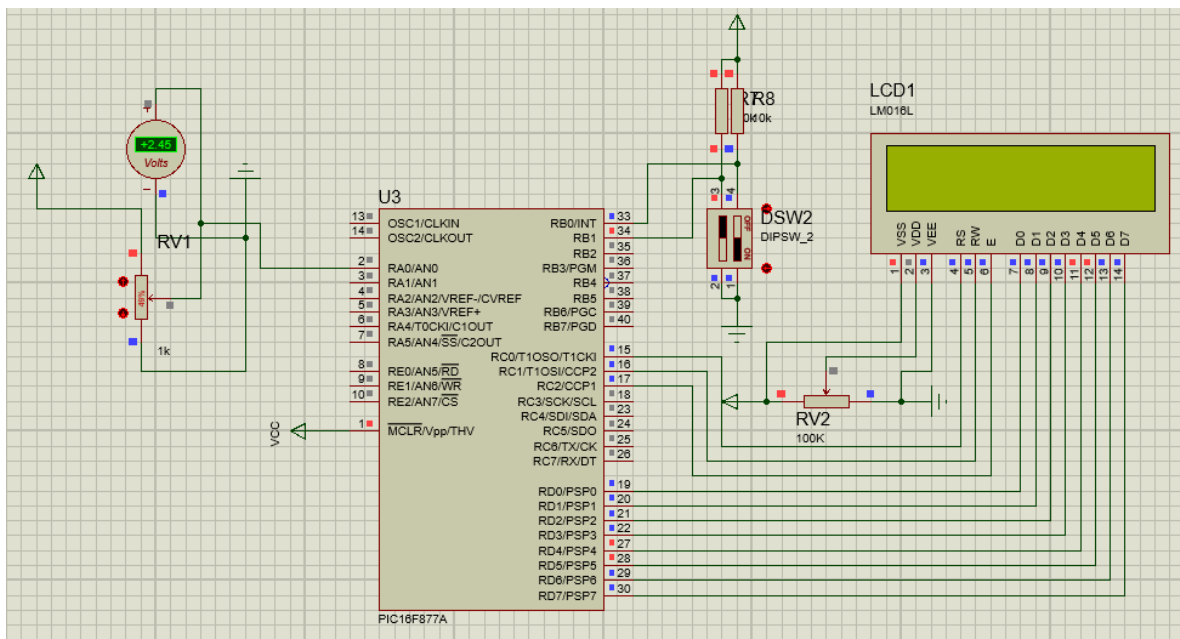 +2.45
Volts
RV1
49%
1k
VCC
U3
13
OSC1/CLKIN
14
OSC2/CLKOUT
2
RA0/AN0
3
RA1/AN1
4
RA2/AN2/VREF-/CVREF
5
RA3/AN3/VREF+
6
RA4/T0CKI/C1OUT
7
RA5/AN4/SS/C2OUT
8
RE0/AN5/RD
9
RE1/AN6/WR
10
RE2/AN7/CS
1
MCLR/Vpp/THV
RB0/INT
33
RB1
34
RB2
35
RB3/PGM
36
RB4
37
RB5
38
RB6/PGC
39
RB7/PGD
40
RC0/T1OSO/T1CKI
15
RC1/T1OSI/CCP2
16
RC2/CCP1
17
RC3/SCK/SCL
18
RC4/SDI/SDA
23
RC5/SDO
24
RC6/TX/CK
25
RC7/RX/DT
26
RD0/PSP0
19
RD1/PSP1
20
RD2/PSP2
21
RD3/PSP3
22
RD4/PSP4
27
RD5/PSP5
28
RD6/PSP6
29
RD7/PSP7
30
PIC16F877A
R8
10k
3
4
DSW2
DIPSW_2
OFF
ON
2
1
RV2
100K
LCD1
LM016L
VSS
VDD
VEE
RS
RW
E
D0
D1
D2
D3
D4
D5
D6
D7
1
2
3
4
5
6
7
8
9
10
11
12
13
14